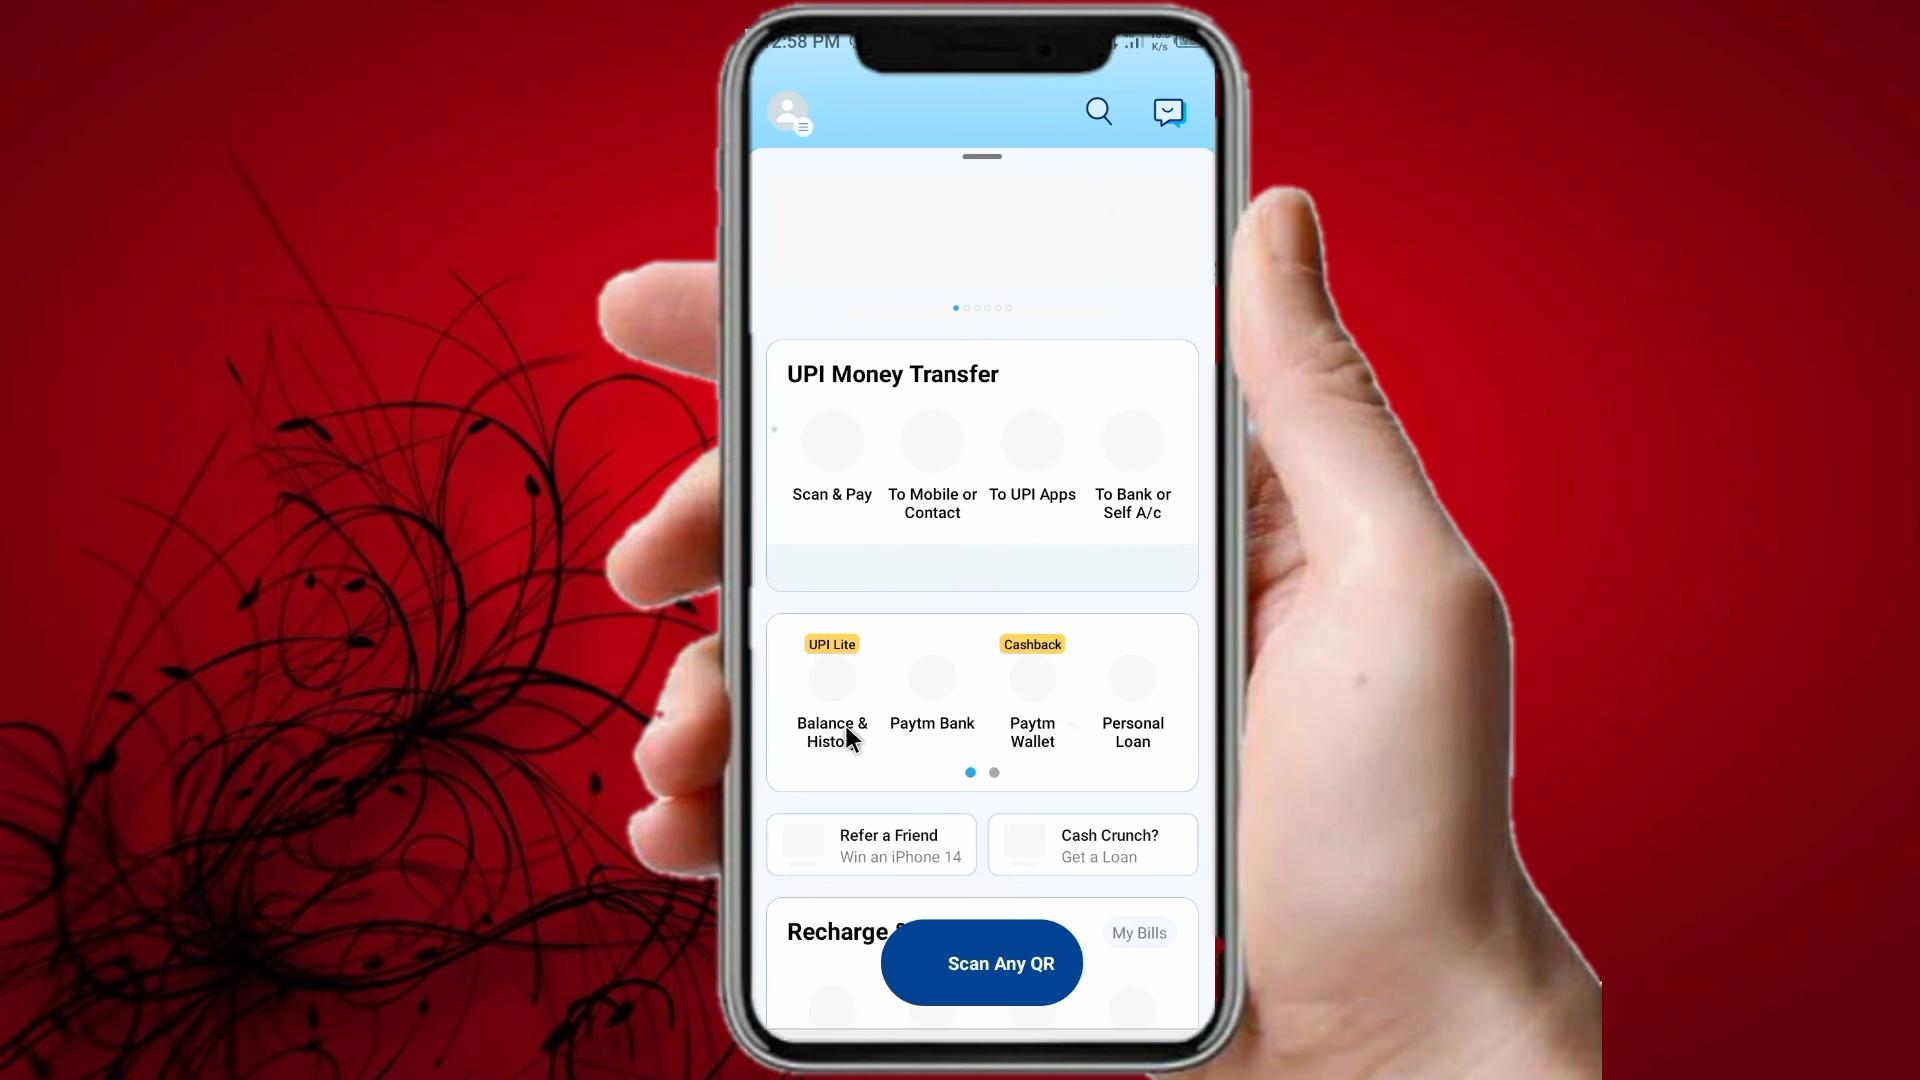 2:58 PM
K/s
UPI Money Transfer
Scan & Pay
To Mobile or
Contact
To UPI Apps
To Bank or
Self A/c
UPI Lite
Cashback
Balance &
Histo
Paytm Bank
Paytm
Wallet
Personal
Loan
Refer a Friend
Win an iPhone 14
Cash Crunch?
Get a Loan
Recharge
My Bills
Scan Any QR